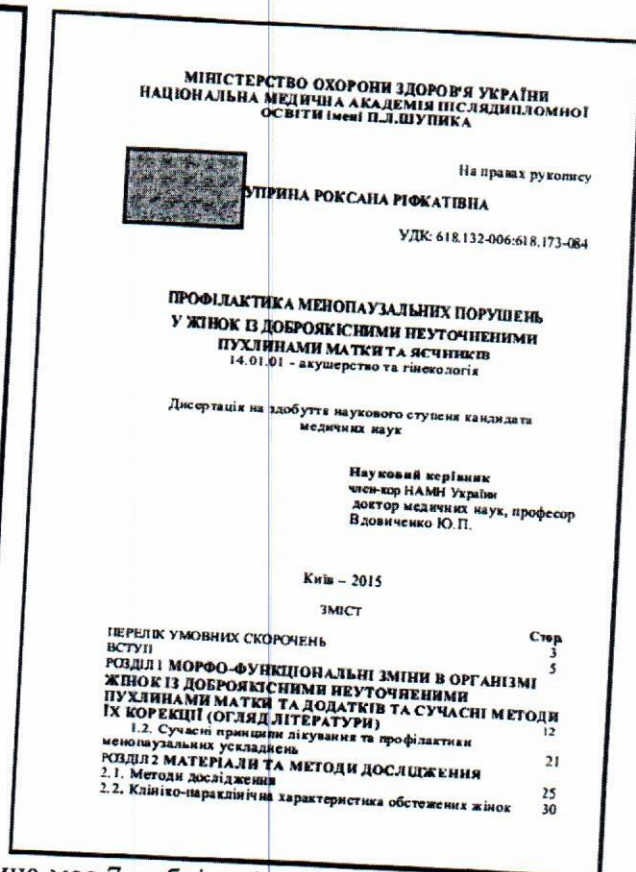 МІНІСТЕРСТВО ОХОРОНИ ЗДОРОВ'Я УКРАЇНИ
НАЦІОНАЛЬНА МЕДИЧНА АКАДЕМІЯ ПІСЛЯДИПЛОМНОЇ
ОСВІТИ імені П.Л.ШУПИКА
На правах рукопису
УПРИНА РОКСАНА РІФКАТІВНА
УДК: 618.132-006:618.173-084
ПРОФІЛАКТИКА МЕНОПАУЗАЛЬНИХ ПОРУШЕНЬ
У ЖІНОК ІЗ ДОБРОЯКІСНИМИ НЕУТОЧНЕНИМИ
ПУХЛИНАМИ МАТКИ ТА ЯЄЧНИКІВ
14.01.01 - акушерство та гінекологія
Дисертація на здобуття наукового ступеня кандидата
медичних наук
Науковий керівник
член-кор НАМН України
доктор медичних наук, професор
Вдовиченко Ю.П.
Київ – 2015
ЗМІСТ
Стор.
ПЕРЕЛІК УМОВНИХ СКОРОЧЕНЬ 3
ВСТУП 5
РОЗДІЛ 1 МОРФО-ФУНКЦІОНАЛЬНІ ЗМІНИ В ОРГАНІЗМІ
ЖІНОК ІЗ ДОБРОЯКІСНИМИ НЕУТОЧНЕНИМИ
ПУХЛИНАМИ МАТКИ ТА ДОДАТКІВ ТА СУЧАСНІ МЕТОДИ
ЇХ КОРЕКЦІЇ (ОГЛЯД ЛІТЕРАТУРИ) 12
1.2. Сучасні принципи лікування та профілактики
менопаузальних ускладнень 21
РОЗДІЛ 2 МАТЕРІАЛИ ТА МЕТОДИ ДОСЛІДЖЕННЯ
2.1. Методи дослідження 25
2.2. Клініко-параклінічна характеристика обстежених жінок 30